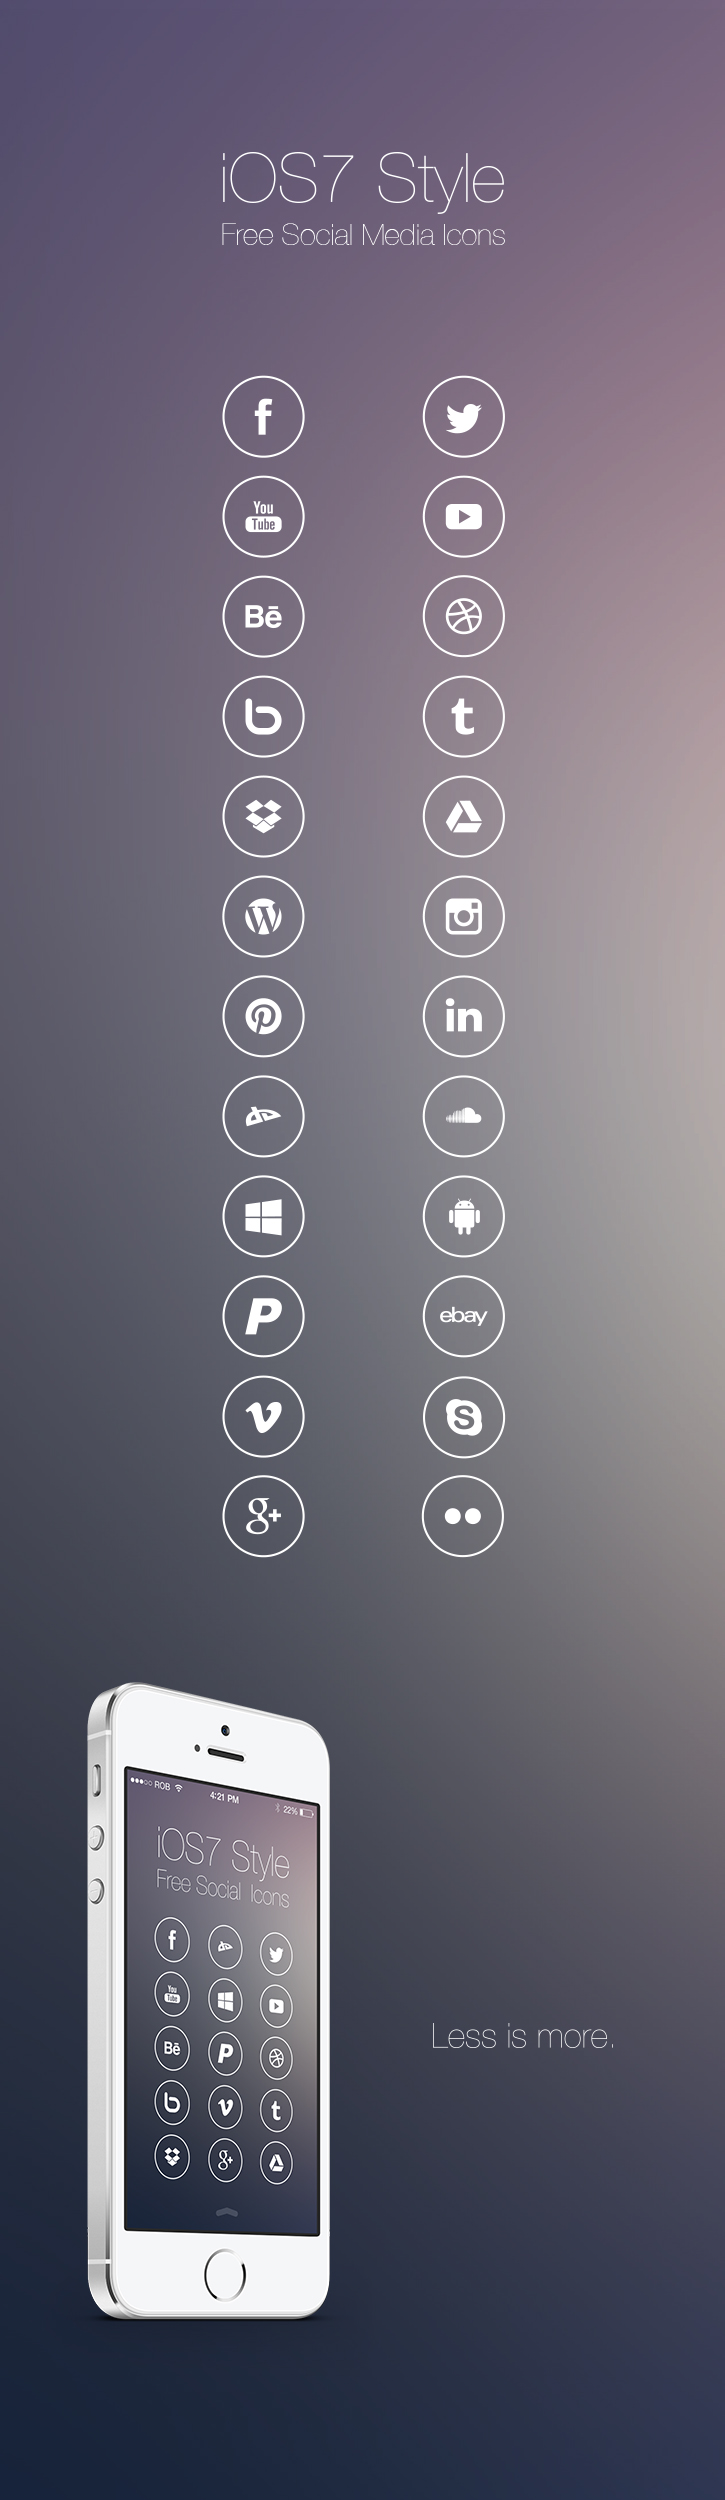 iOS7 Style
Free Social Media Icons
f
You
Tube
Bē
b
t
in
P
ebay
S
g+
ROB
4:21 PM
22%
iOS7 Style
Free Social Icons
f
You
Tube
Bē
P
b
t
g+
Less is more.